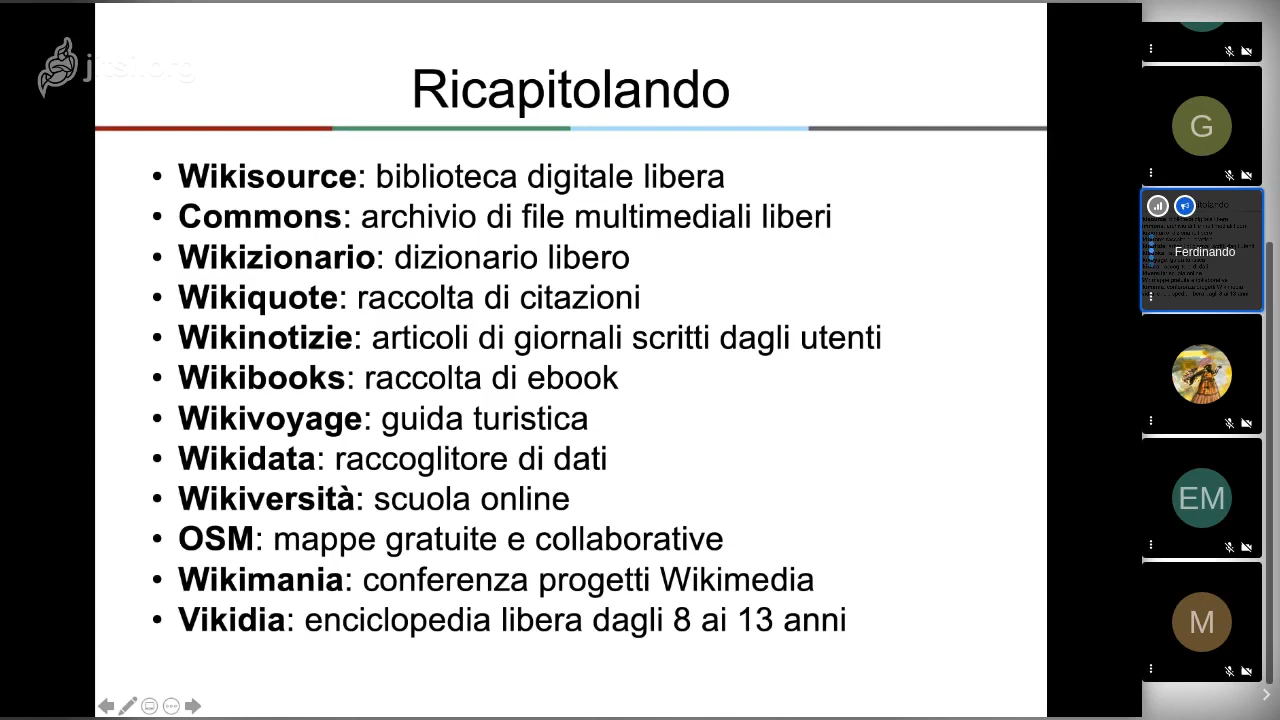 jitsi.org
Ricapitolando
• Wikisource: biblioteca digitale libera
• Commons: archivio di file multimediali liberi
• Wikizionario: dizionario libero
• Wikiquote: raccolta di citazioni
• Wikinotizie: articoli di giornali scritti dagli utenti
• Wikibooks: raccolta di ebook
• Wikivoyage: guida turistica
• Wikidata: raccoglitore di dati
• Wikiversità: scuola online
• OSM: mappe gratuite e collaborative
• Wikimania: conferenza progetti Wikimedia
• Vikidia: enciclopedia libera dagli 8 ai 13 anni
G
Ferdinando
EM
M